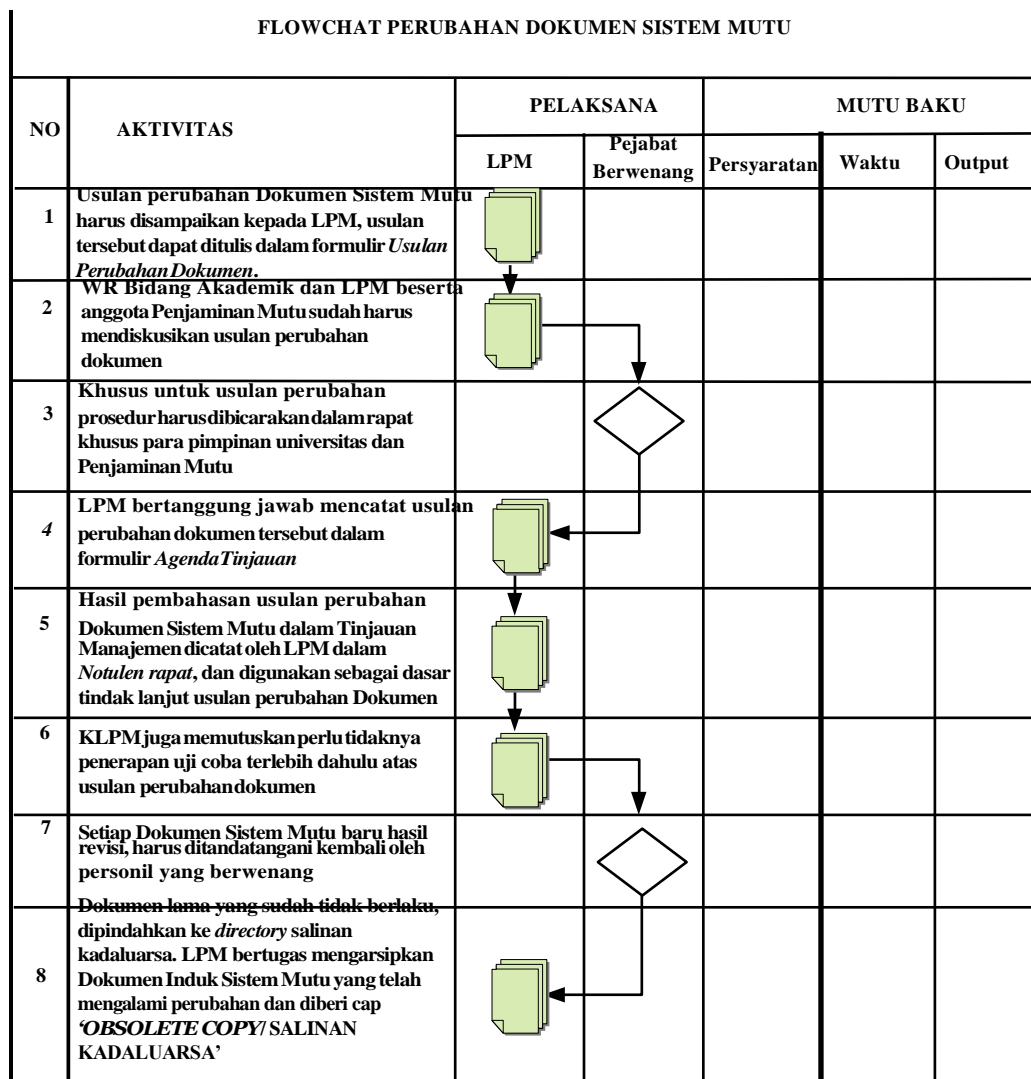 FLOWCHAT PERUBAHAN DOKUMEN SISTEM MUTU
NO
AKTIVITAS
PELAKSANA
MUTU BAKU
LPM
Pejabat
Berwenang
Persyaratan
Waktu
Output
1
Usulan perubahan Dokumen Sistem Mutu
harus disampaikan kepada LPM, usulan
tersebut dapat ditulis dalam formulir Usulan
Perubahan Dokumen.
2
WR Bidang Akademik dan LPM beserta
anggota Penjaminan Mutu sudah harus
mendiskusikan usulan perubahan
dokumen
3
Khusus untuk usulan perubahan
prosedur harus dibicarakan dalam rapat
khusus para pimpinan universitas dan
Penjaminan Mutu
4
LPM bertanggung jawab mencatat usulan
perubahan dokumen tersebut dalam
formulir Agenda Tinjauan
5
Hasil pembahasan usulan perubahan
Dokumen Sistem Mutu dalam Tinjauan
Manajemen dicatat oleh LPM dalam
Notulen rapat, dan digunakan sebagai dasar
tindak lanjut usulan perubahan Dokumen
6
KLPM juga memutuskan perlu tidaknya
penerapan uji coba terlebih dahulu atas
usulan perubahan dokumen
7
Setiap Dokumen Sistem Mutu baru hasil
revisi, harus ditandatangani kembali oleh
personil yang berwenang
8
Dokumen lama yang sudah tidak berlaku,
dipindahkan ke directory salinan
kadaluarsa. LPM bertugas mengarsipkan
Dokumen Induk Sistem Mutu yang telah
mengalami perubahan dan diberi cap
‘OBSOLETE COPY/ SALINAN
KADALUARSA’